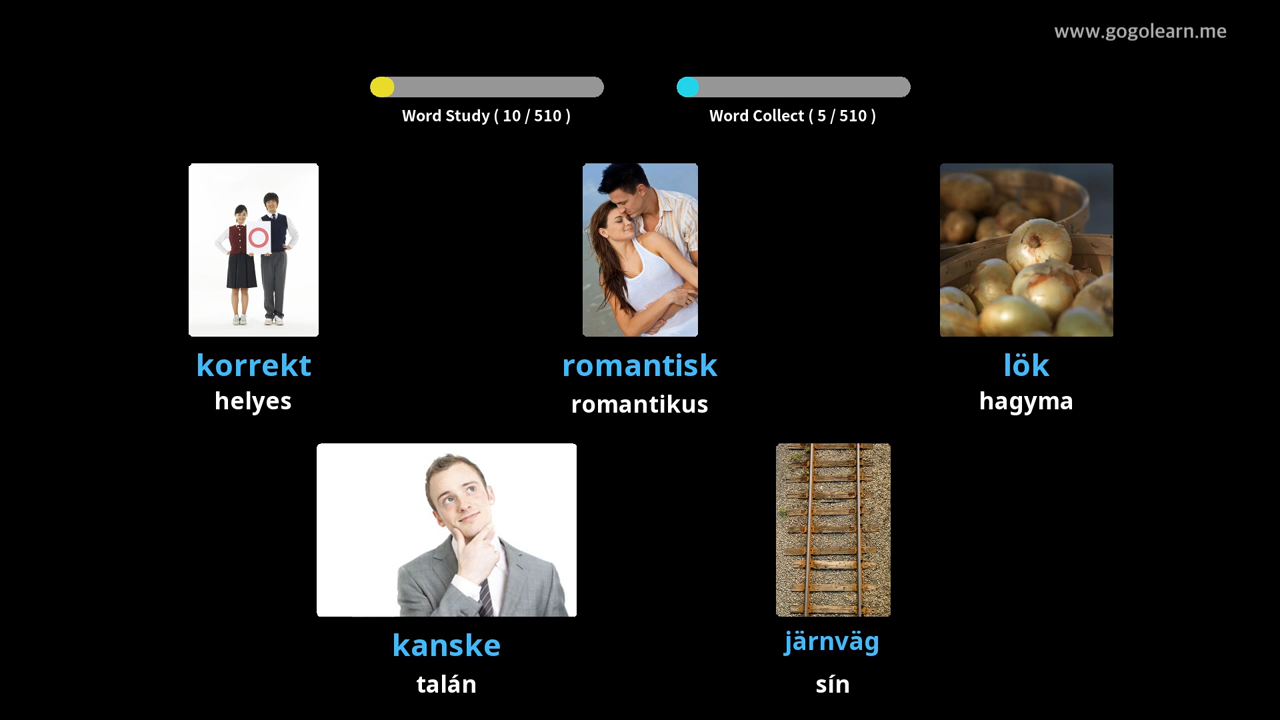 www.gogolearn.me
Word Study ( 10 / 510 )
Word Collect ( 5 / 510 )
korrekt
helyes
romantisk
romantikus
lök
hagyma
kanske
talán
järnväg
sín